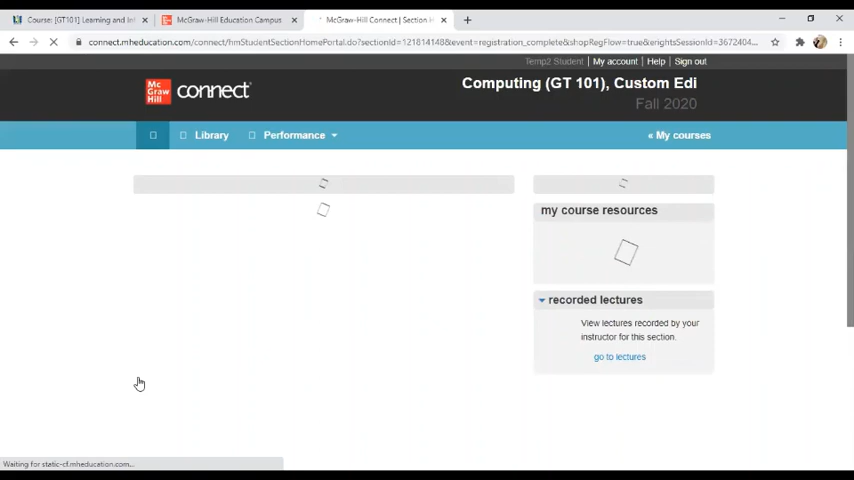 Course: [GT101] Learning and Inf
McGraw-Hill Education Campus
McGraw-Hill Connect | Section H
connect.mheducation.com/connect/hmStudentSectionHomePortal.do?sectionId=121814148&event=registration_complete&shopRegFlow=true&erightsSessionId=3672404...
Temp2 Student
My account
Help
Sign out
Mc
Graw
Hill
connect
Computing (GT 101), Custom Edi
Fall 2020
Library
Performance
« My courses
my course resources
recorded lectures
View lectures recorded by your
instructor for this section.
go to lectures
Waiting for static-cf.mheducation.com...